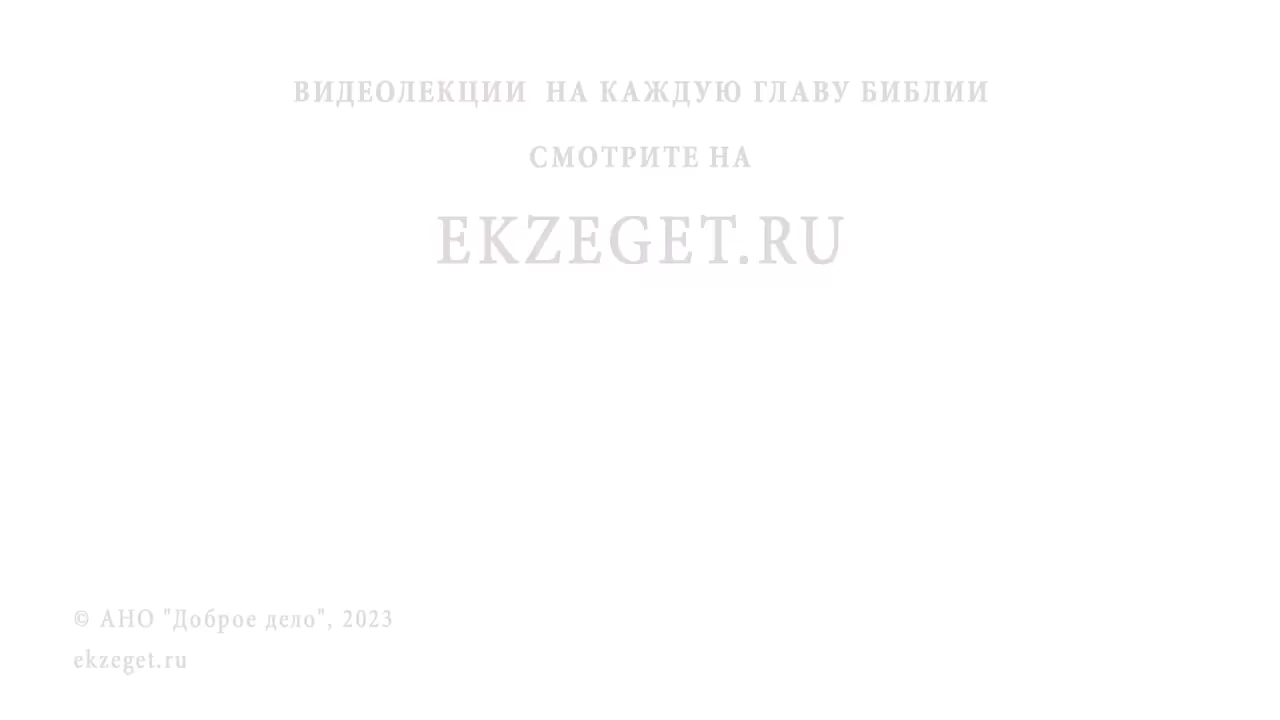 ВИДЕОЛЕКЦИИ НА КАЖДУЮ ГЛАВУ БИБЛИИ
СМОТРИТЕ НА
EKZEGET.RU
© АНО "Доброе дело", 2023
ekzeget.ru